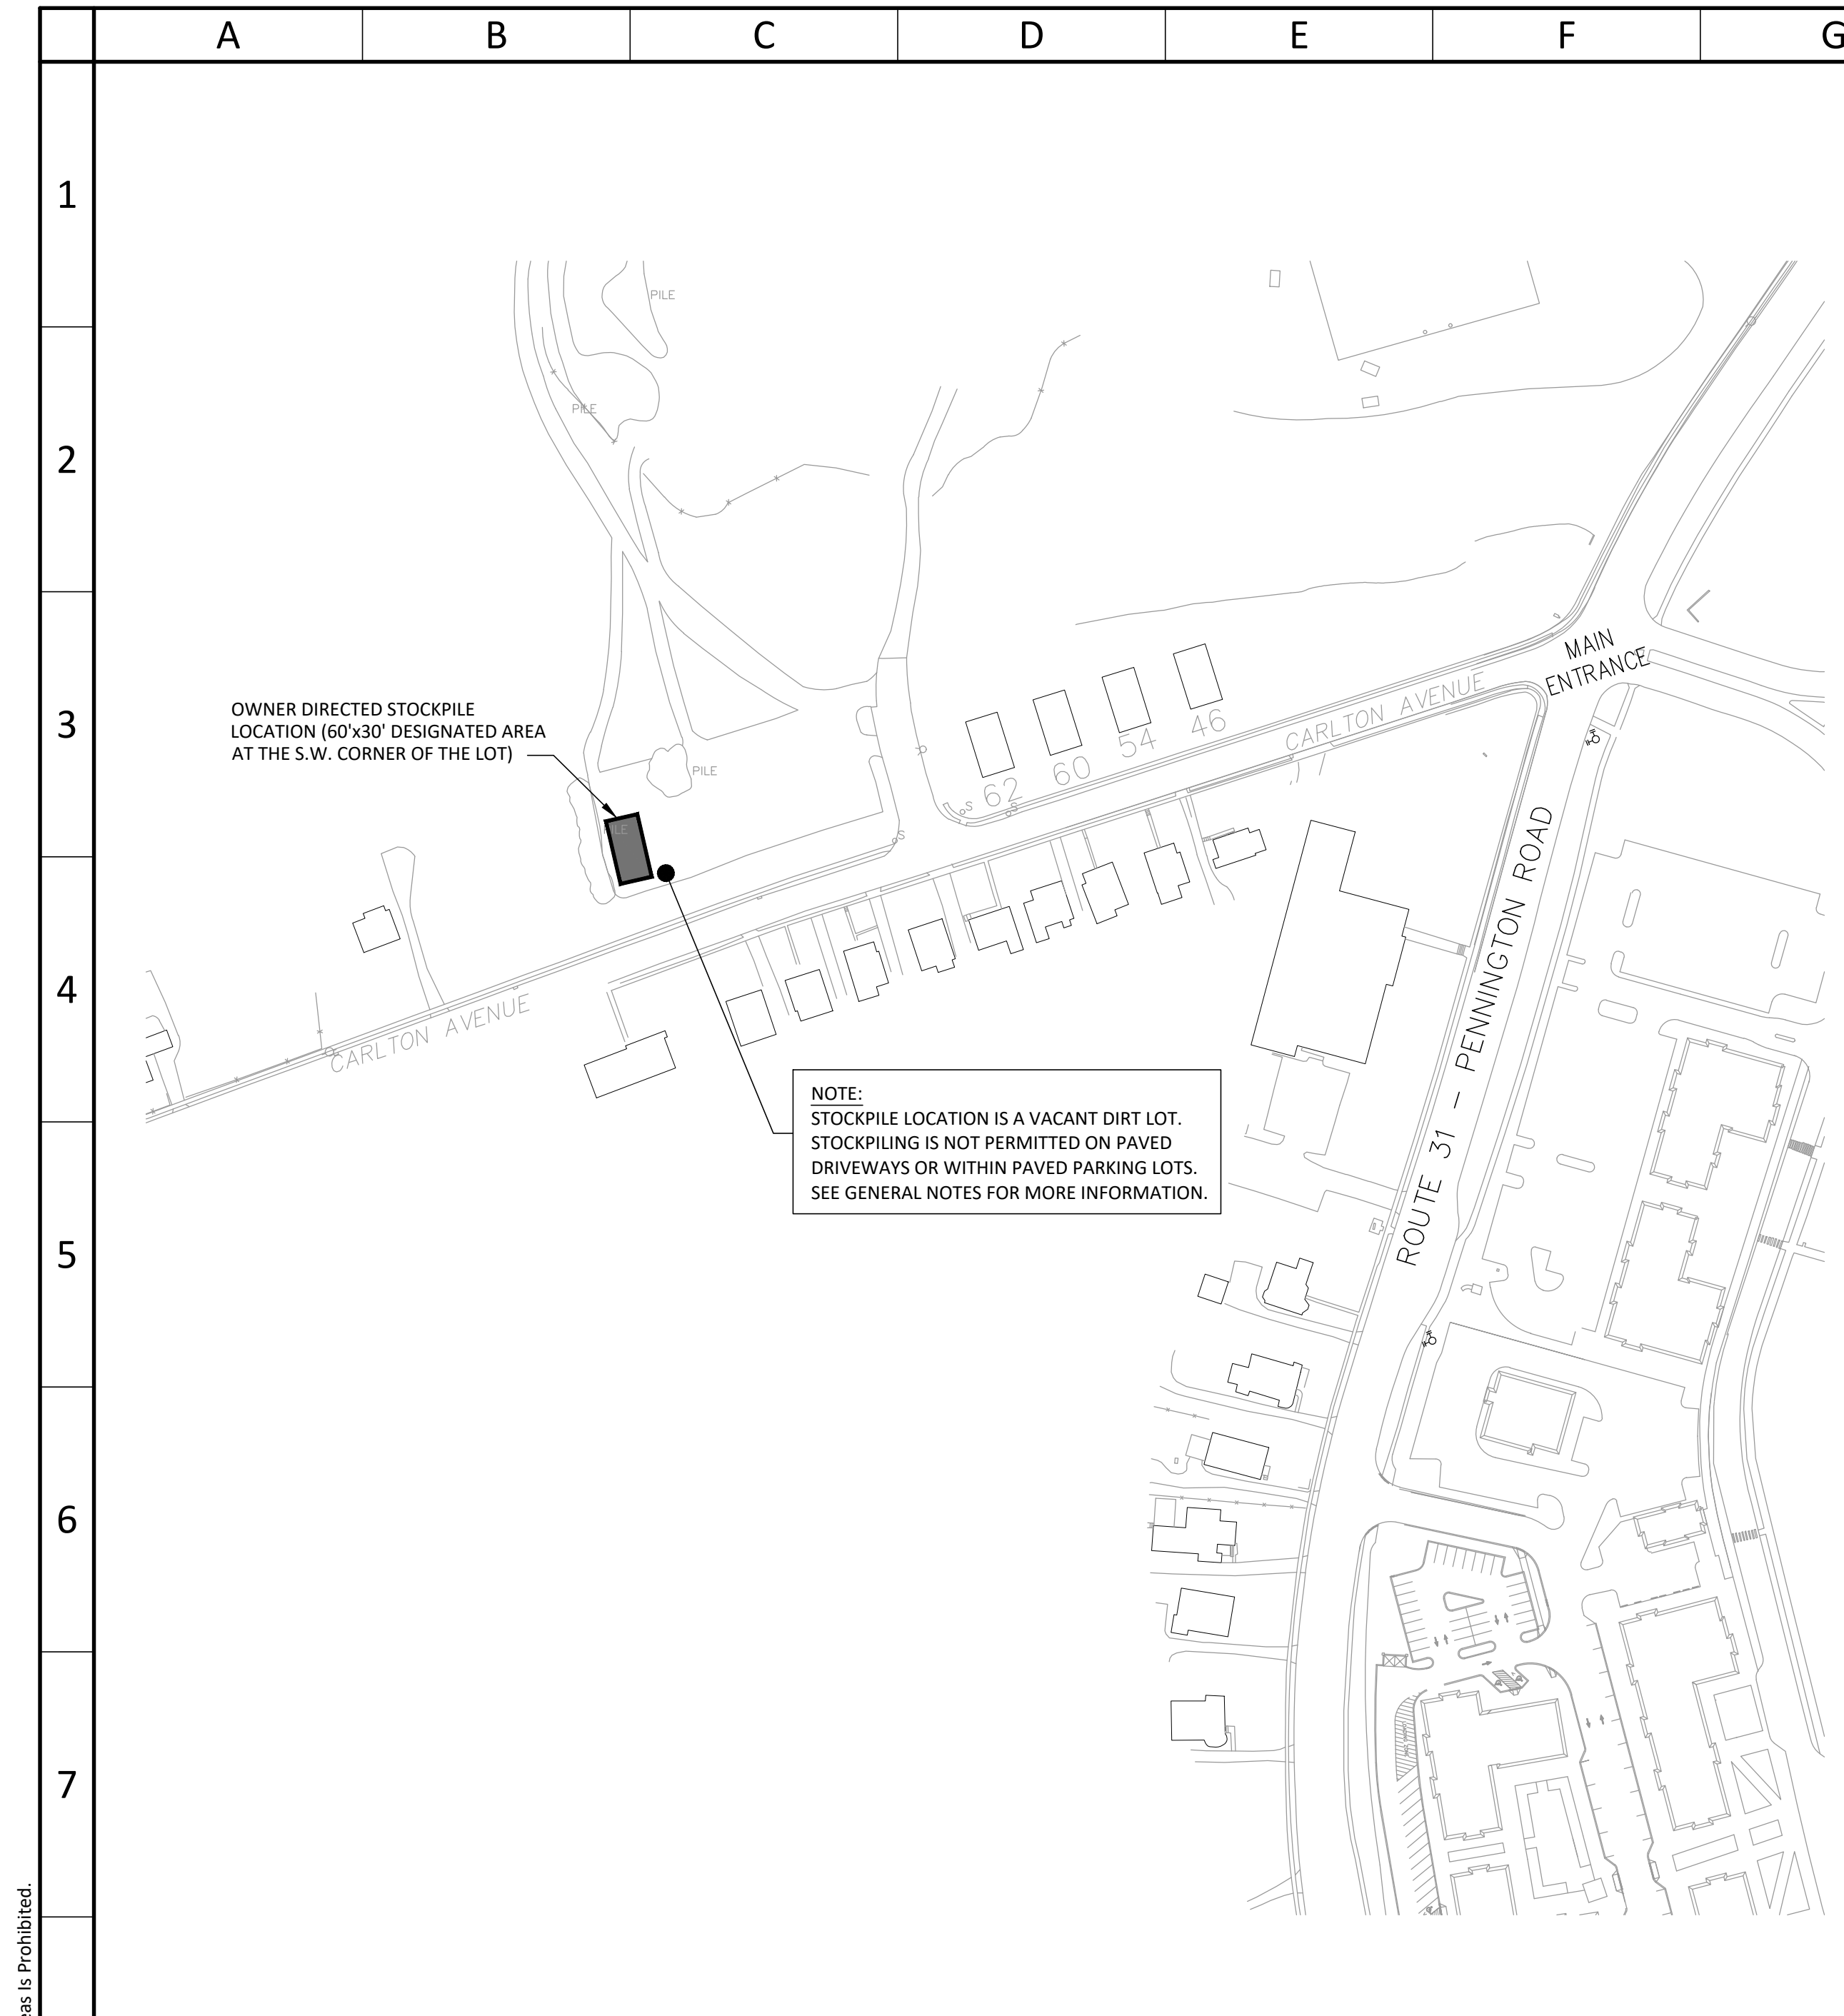 A B C D E F G
1
PILE
PILE
2
MAIN
ENTRANCE
OWNER DIRECTED STOCKPILE
LOCATION (60'x30' DESIGNATED AREA
AT THE S.W. CORNER OF THE LOT)
3
PILE
PILE
62
60
54
46
CARLTON AVENUE
S
S
S
4
CARLTON AVENUE
ROUTE 31 - PENNINGTON ROAD
NOTE:
STOCKPILE LOCATION IS A VACANT DIRT LOT.
STOCKPILING IS NOT PERMITTED ON PAVED
DRIVEWAYS OR WITHIN PAVED PARKING LOTS.
SEE GENERAL NOTES FOR MORE INFORMATION.
5
6
7
Is Prohibited.